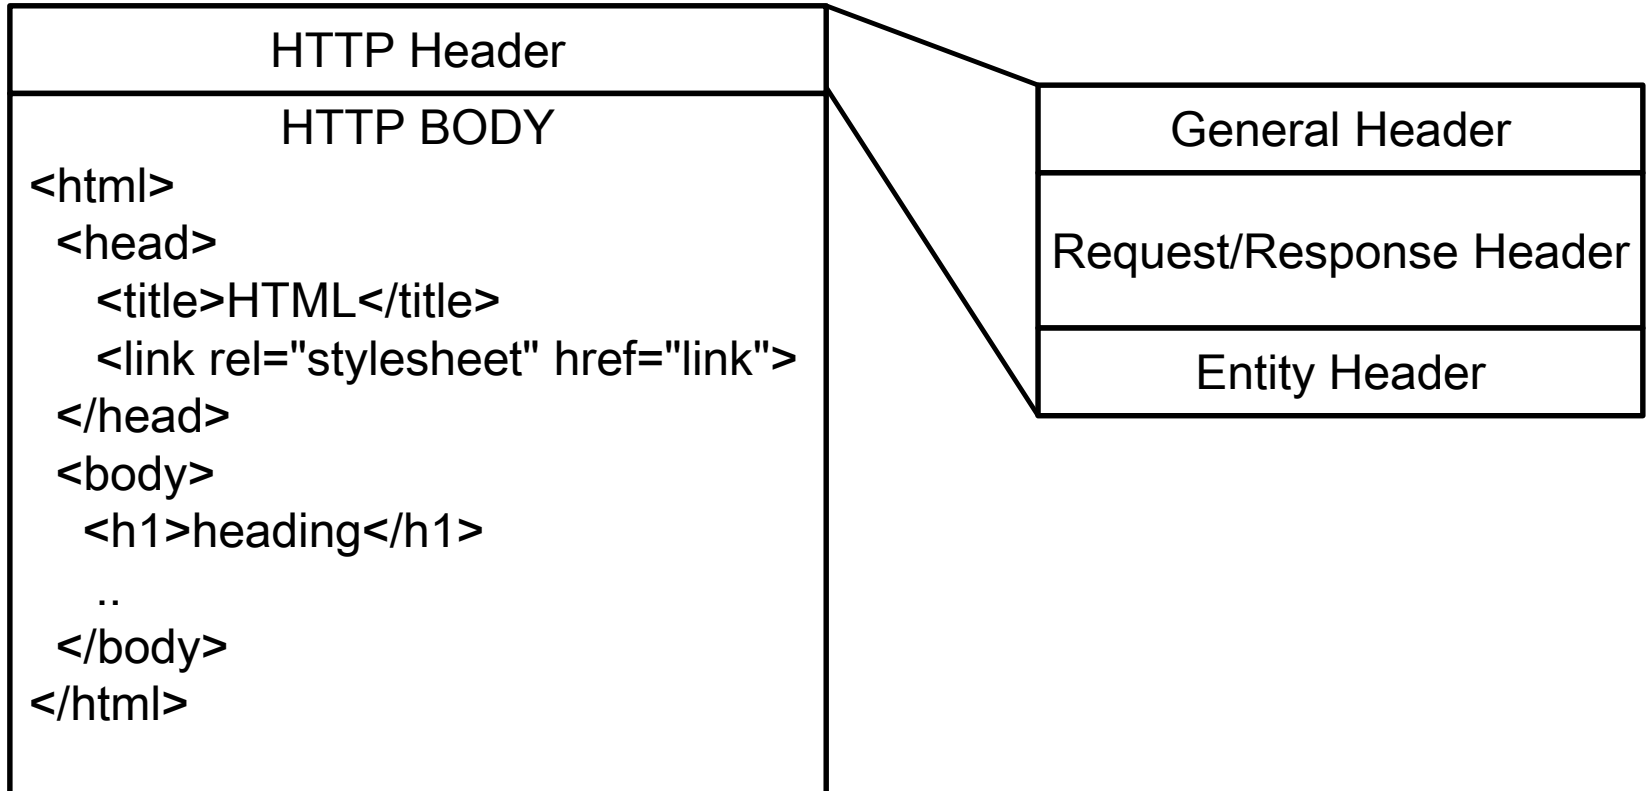 HTTP Header
HTTP BODY
<html>
<head>
<title>HTML</title>
<link rel="stylesheet" href="link">
</head>
<body>
<h1>heading</h1>
..
</body>
</html>
General Header
Request/Response Header
Entity Header